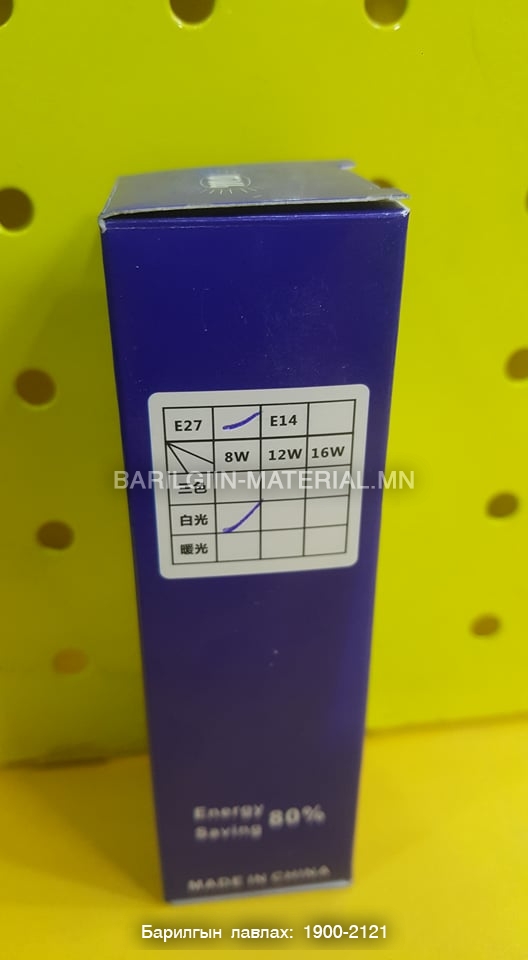 E27 E14
8W 12W 16W
BARILGIIN-MATERIAL.MN
三色
白光
暖光
Energy
Saving 80%
MADE IN CHINA
Барилгын лавлах: 1900-2121